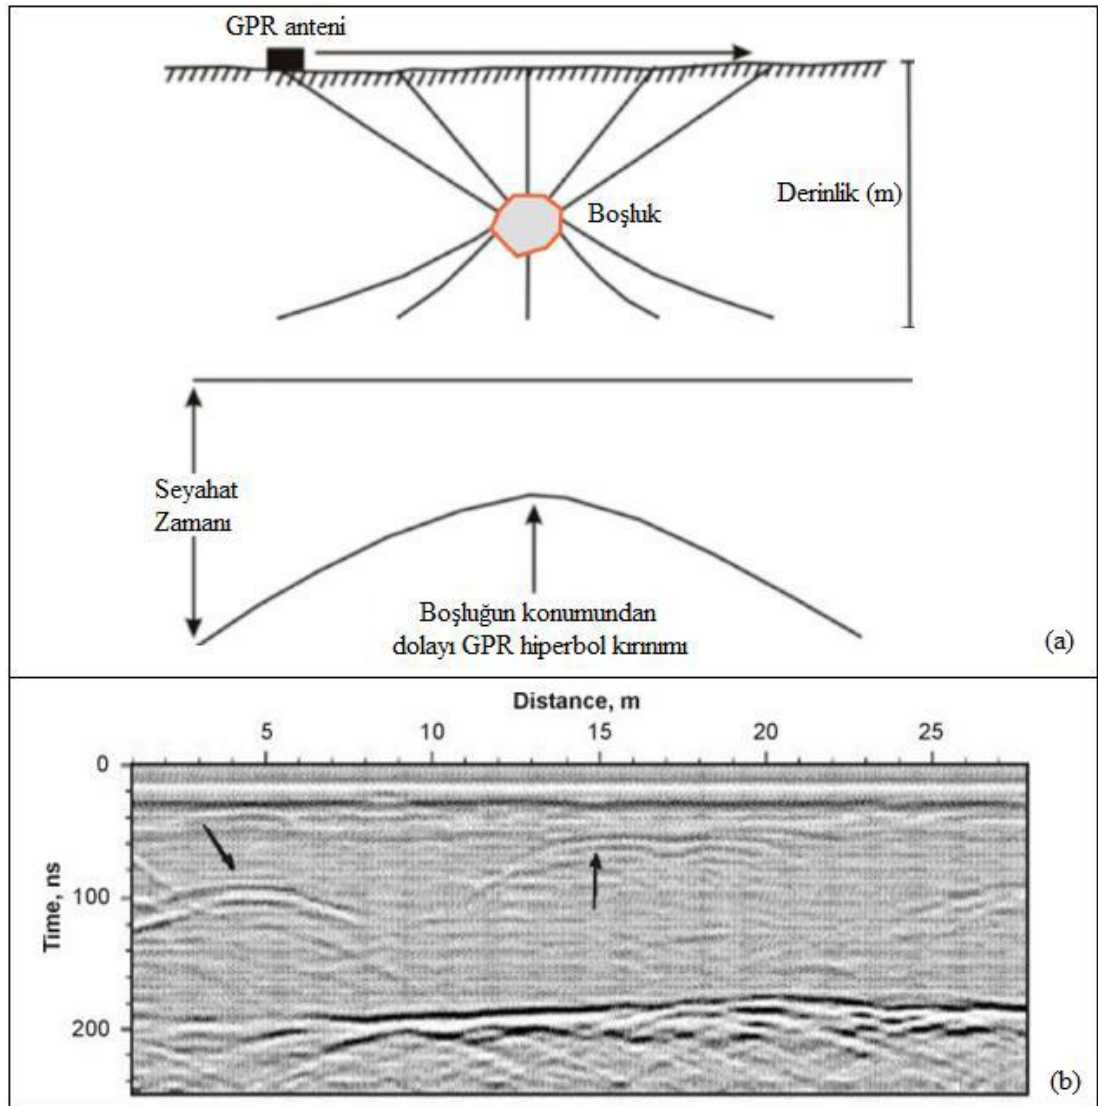 GPR anteni
Derinlik (m)
Boşluk
Seyahat
Zamanı
Boşluğun konumundan
dolayı GPR hiperbol kırınımı
(a)
Distance, m
5 10 15 20 25
0
100
200
Time, ns
(b)